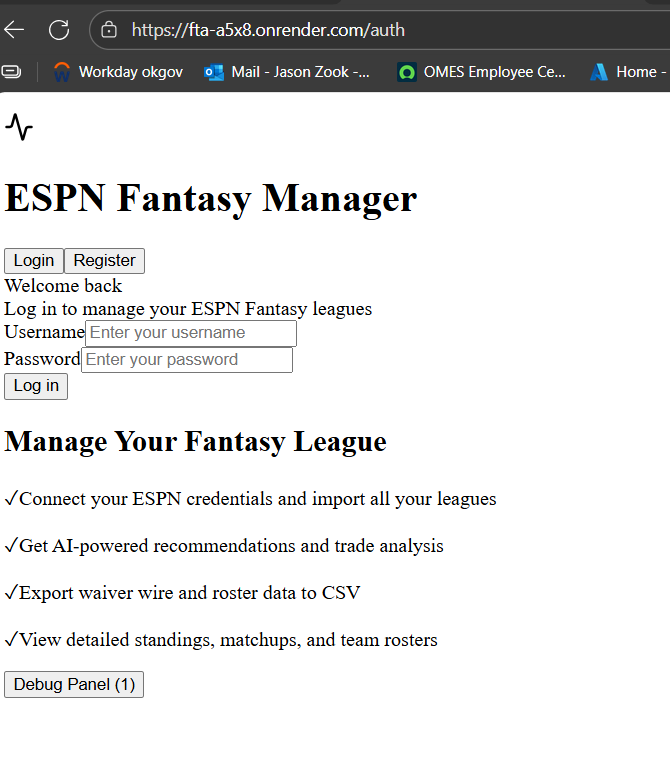 https://fta-a5x8.onrender.com/auth
Workday okgov Mail - Jason Zook -... OMES Employee Ce... Home -
ESPN Fantasy Manager
Login Register
Welcome back
Log in to manage your ESPN Fantasy leagues
Username Enter your username
Password Enter your password
Log in
Manage Your Fantasy League
✓Connect your ESPN credentials and import all your leagues
✓Get AI-powered recommendations and trade analysis
✓Export waiver wire and roster data to CSV
✓View detailed standings, matchups, and team rosters
Debug Panel (1)